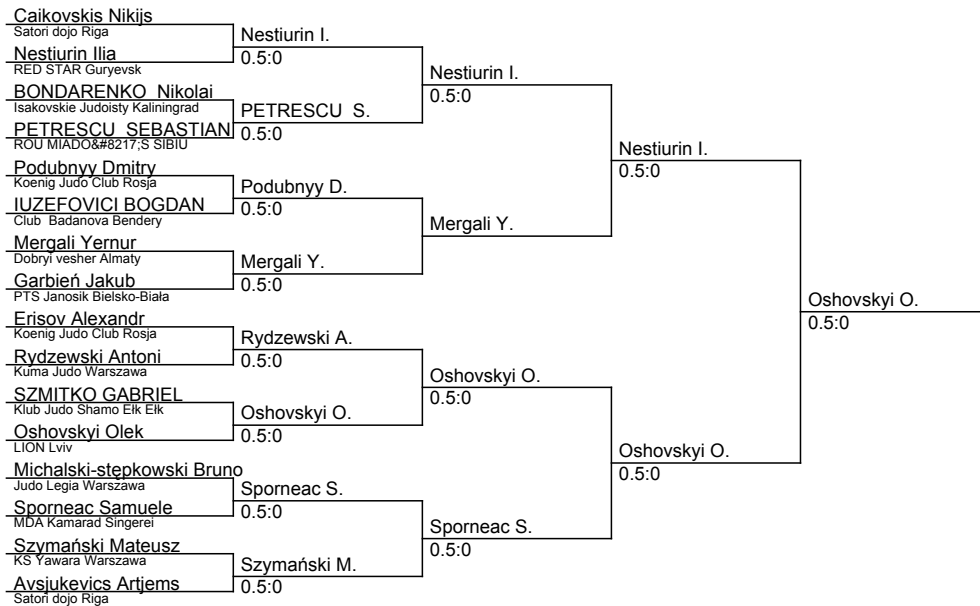 Caikovskis Nikijs
Satori dojo Riga
Nestiurin Ilia
RED STAR Guryevsk
BONDARENKO Nikolai
Isakovskie Judoisty Kaliningrad
PETRESCU SEBASTIAN
ROU MIADO&#8217;S SIBIU
Podubnyy Dmitry
Koenig Judo Club Rosja
IUZEFOVICI BOGDAN
Club Badanova Bendery
Mergali Yernur
Dobryi vesher Almaty
Garbień Jakub
PTS Janosik Bielsko-Biała
Erisov Alexandr
Koenig Judo Club Rosja
Rydzewski Antoni
Kuma Judo Warszawa
SZMITKO GABRIEL
Klub Judo Shamo Ełk Ełk
Oshovskyi Olek
LION Lviv
Michalski-stępkowski Bruno
Judo Legia Warszawa
Sporneac Samuele
MDA Kamarad Singerei
Szymański Mateusz
KS Yawara Warszawa
Avsjukevics Artjems
Satori dojo Riga
Nestiurin I.
0.5:0
PETRESCU S.
0.5:0
Podubnyy D.
0.5:0
Mergali Y.
0.5:0
Rydzewski A.
0.5:0
Oshovskyi O.
0.5:0
Sporneac S.
0.5:0
Szymański M.
0.5:0
Nestiurin I.
0.5:0
Mergali Y.
Oshovskyi O.
0.5:0
Sporneac S.
0.5:0
Nestiurin I.
0.5:0
Oshovskyi O.
0.5:0
Oshovskyi O.
0.5:0